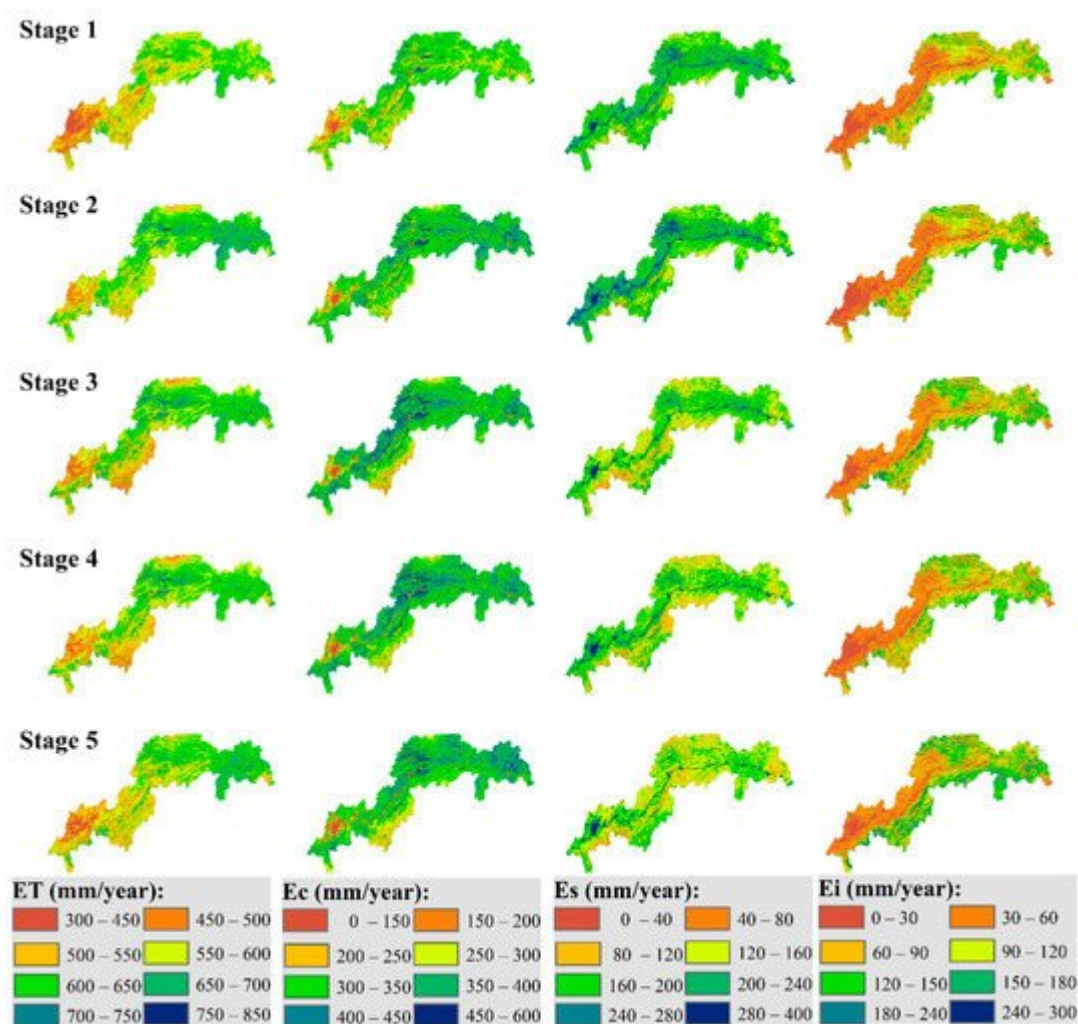 Stage 1
Stage 2
Stage 3
Stage 4
Stage 5
ET (mm/year): Ec (mm/year): Es (mm/year): Ei (mm/year):
300 – 450 450 – 500 0 – 150 150 – 200 0 – 40 40 – 80 0 – 30 30 – 60
500 – 550 550 – 600 200 – 250 250 – 300 80 – 120 120 – 160 60 – 90 90 – 120
600 – 650 650 – 700 300 – 350 350 – 400 160 – 200 200 – 240 120 – 150 150 – 180
700 – 750 750 – 850 400 – 450 450 – 600 240 – 280 280 – 400 180 – 240 240 – 300